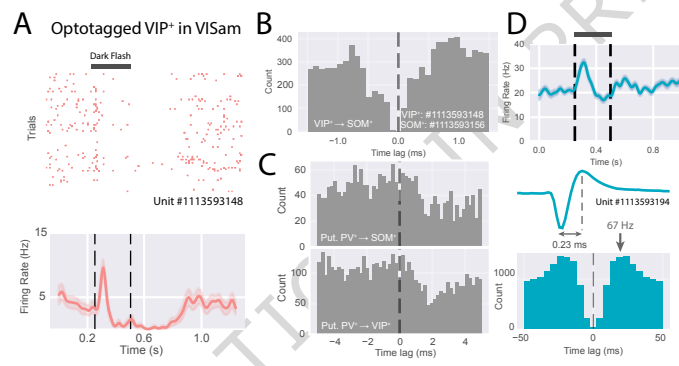 A
Optotagged VIP+ in VISam
Dark Flash
Trials
Unit #1113593148
Firing Rate (Hz)
15
5
0.2
0.6
1.0
Time (s)
B
Count
400
300
200
100
0
VIP+ → SOM+
VIP+: #1113593148
SOM+: #1113593156
-1.0
0.0
1.0
Time lag (ms)
C
Count
60
40
20
0
Put. PV+ → SOM+
Count
100
50
0
Put. PV+ → VIP+
-4
-2
0
2
4
Time lag (ms)
D
Firing Rate (Hz)
40
30
20
10
0
0.0
0.5
1.0
Time (s)
Unit #1113593194
0.23 ms
67 Hz
Count
1000
0
−50
0
50
Time lag (ms)